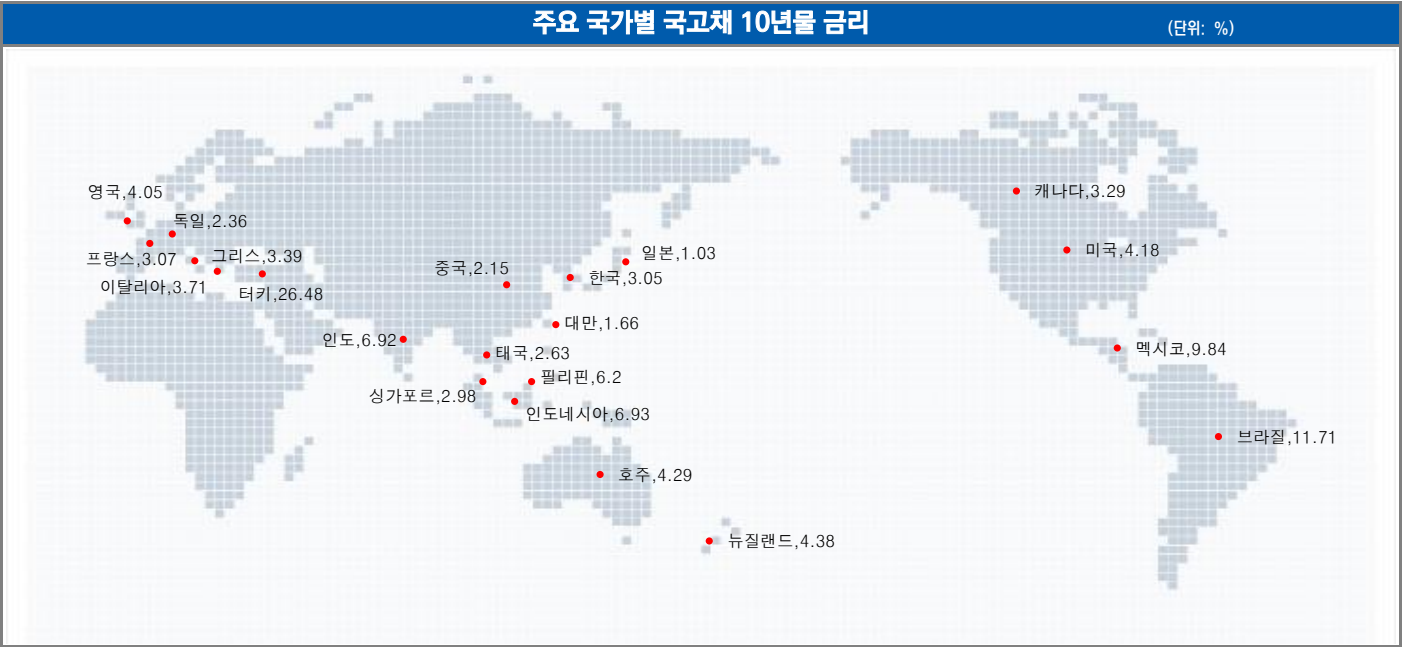 주요 국가별 국고채 10년물 금리
(단위: %)
영국,4.05
독일,2.36
프랑스,3.07
그리스,3.39
이탈리아,3.71
터키,26.48
중국,2.15
일본,1.03
한국,3.05
대만,1.66
인도,6.92
태국,2.63
싱가포르,2.98
필리핀,6.2
인도네시아,6.93
호주,4.29
뉴질랜드,4.38
캐나다,3.29
미국,4.18
멕시코,9.84
브라질,11.71